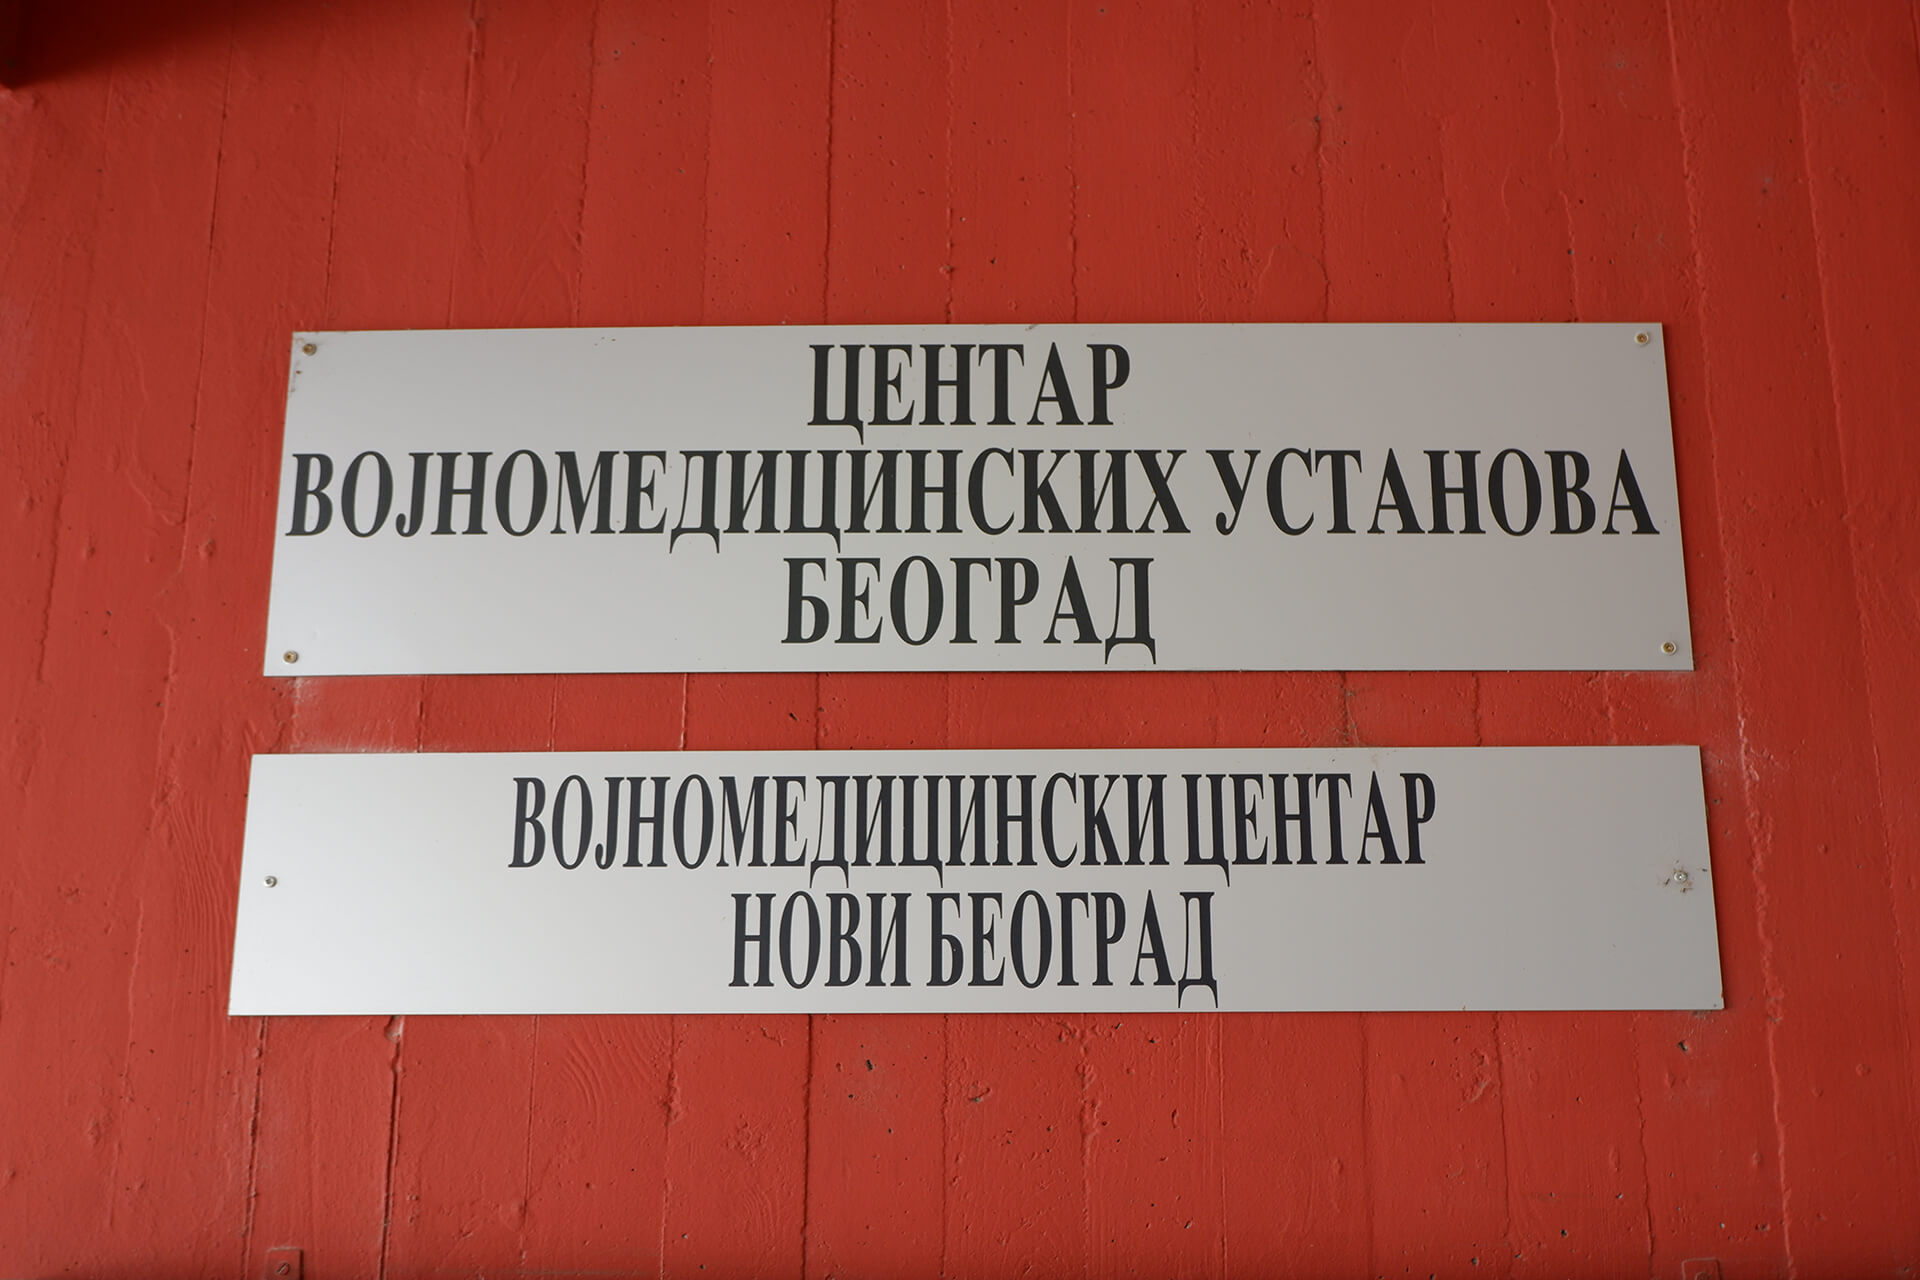 ЦЕНТАР
ВОЈНОМЕДИЦИНСКИХ УСТАНОВА
БЕОГРАД
ВОЈНОМЕДИЦИНСКИ ЦЕНТАР
НОВИ БЕОГРАД